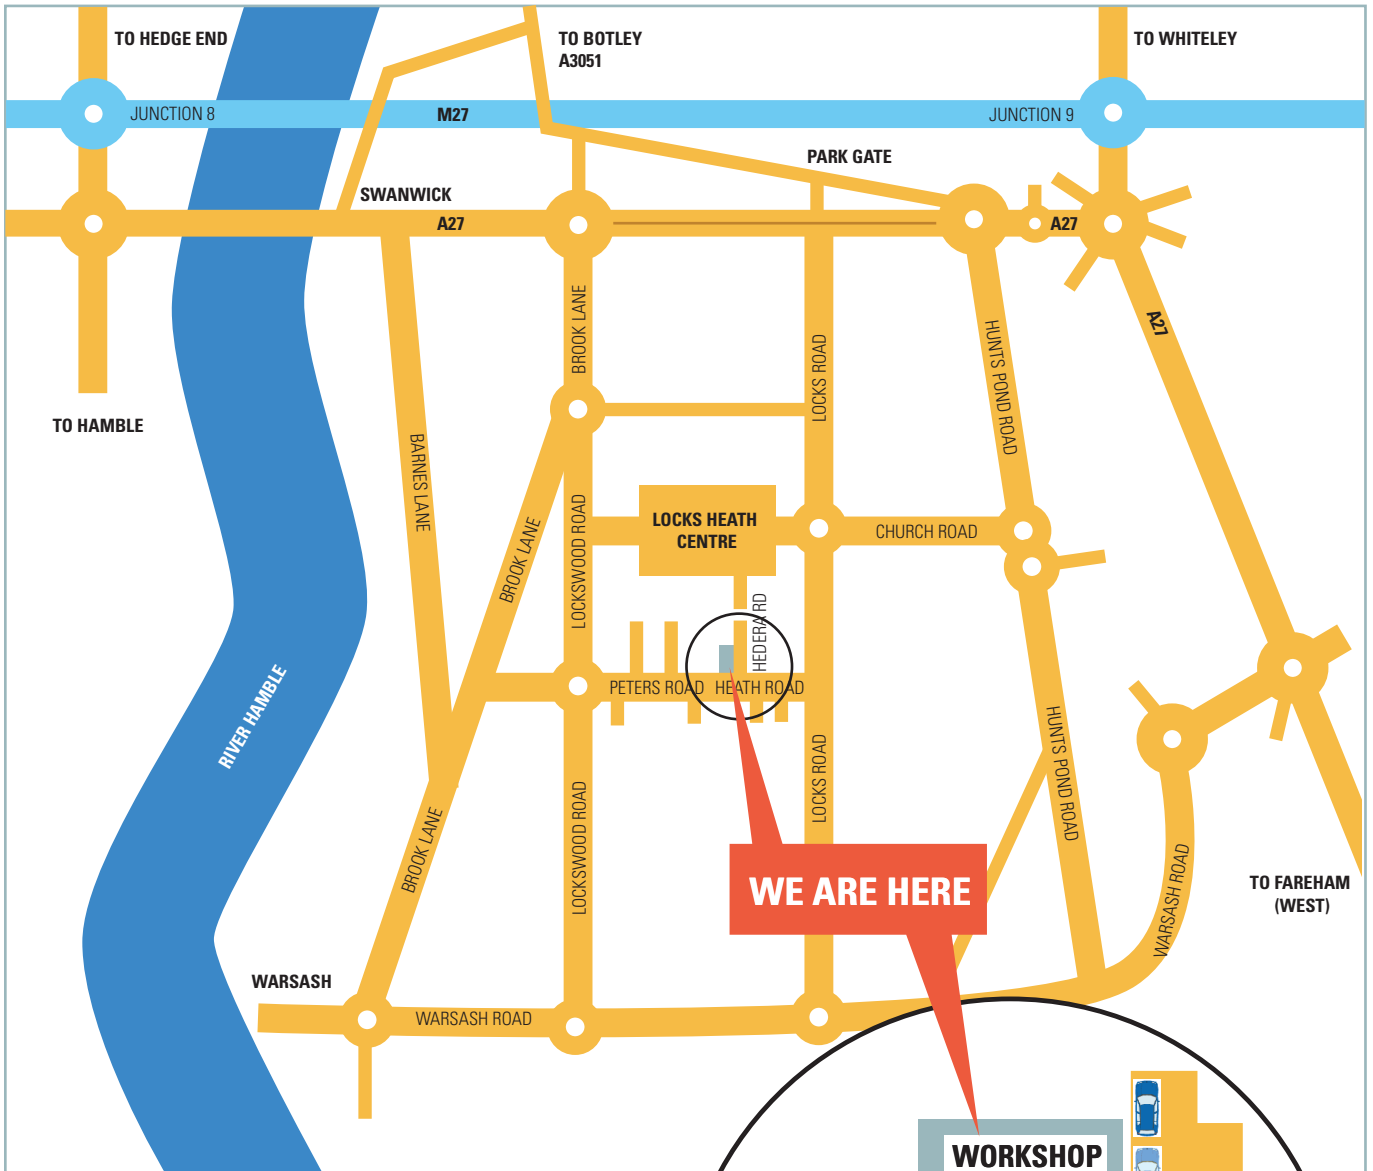 TO HEDGE END
TO BOTLEY
A3051
TO WHITELEY
JUNCTION 8
M27
JUNCTION 9
PARK GATE
SWANWICK
A27
A27
A27
BROOK LANE
LOCKS ROAD
HUNTS POND ROAD
TO HAMBLE
BARNES LANE
BROOK LANE
LOCKSWOOD ROAD
LOCKS HEATH
CENTRE
CHURCH ROAD
HEDERA RD
PETERS ROAD
HEATH ROAD
RIVER HAMBLE
HUNTS POND ROAD
LOCKS ROAD
BROOK LANE
LOCKSWOOD ROAD
WE ARE HERE
WARSASH ROAD
TO FAREHAM
(WEST)
WARSASH
WARSASH ROAD
WORKSHOP